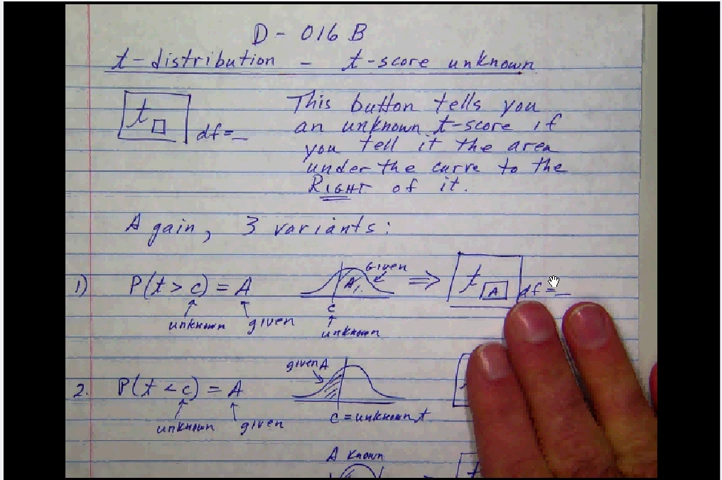 D - 016 B
t-distribution - t-score unknown
t□ df=_
This button tells you
an unknown t-score if
you tell it the area
under the curve to the
RIGHT of it.
Again, 3 variants:
1) P(t > c) = A
unknown given
Given
A
c
unknown
⇒ t A df=_
2. P(t < c) = A
unknown given
given A
c = unknown t
A known